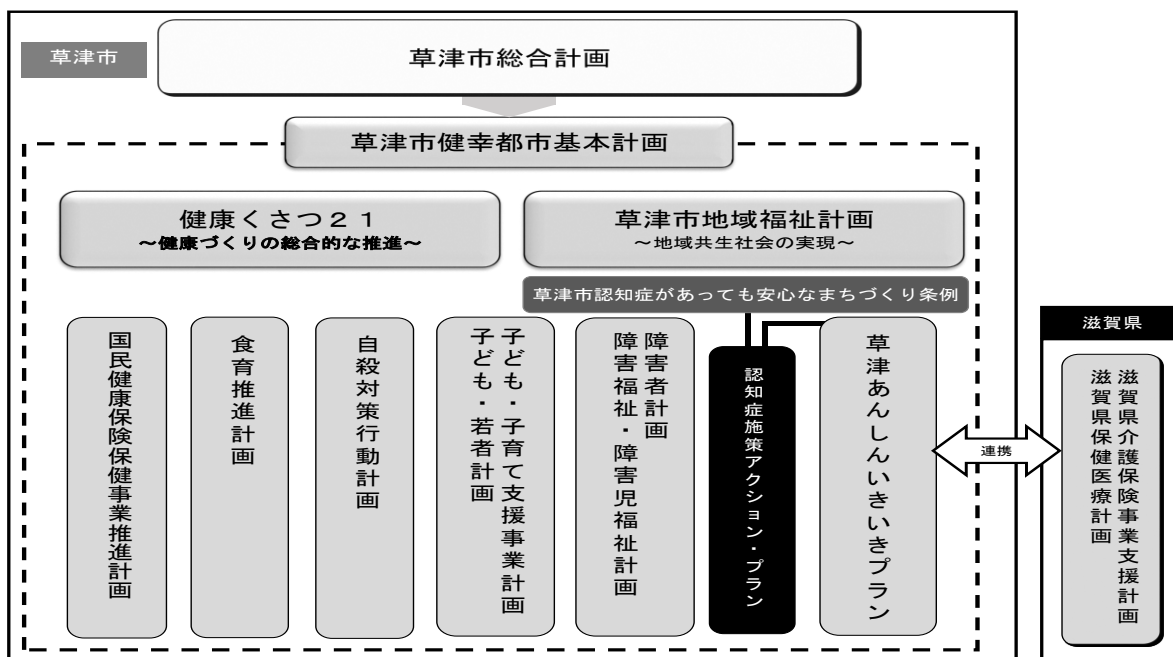 草津市
草津市総合計画
草津市健幸都市基本計画
健康くさつ２１
～健康づくりの総合的な推進～
草津市地域福祉計画
～地域共生社会の実現～
草津市認知症があっても安心なまちづくり条例
国民健康保険保健事業推進計画
食育推進計画
自殺対策行動計画
子ども・子育て支援事業計画
子ども・若者計画
障害者計画
障害福祉・障害児福祉計画
認知症施策アクション・プラン
草津あんしんいきいきプラン
連携
滋賀県
滋賀県介護保険事業支援計画
滋賀県保健医療計画